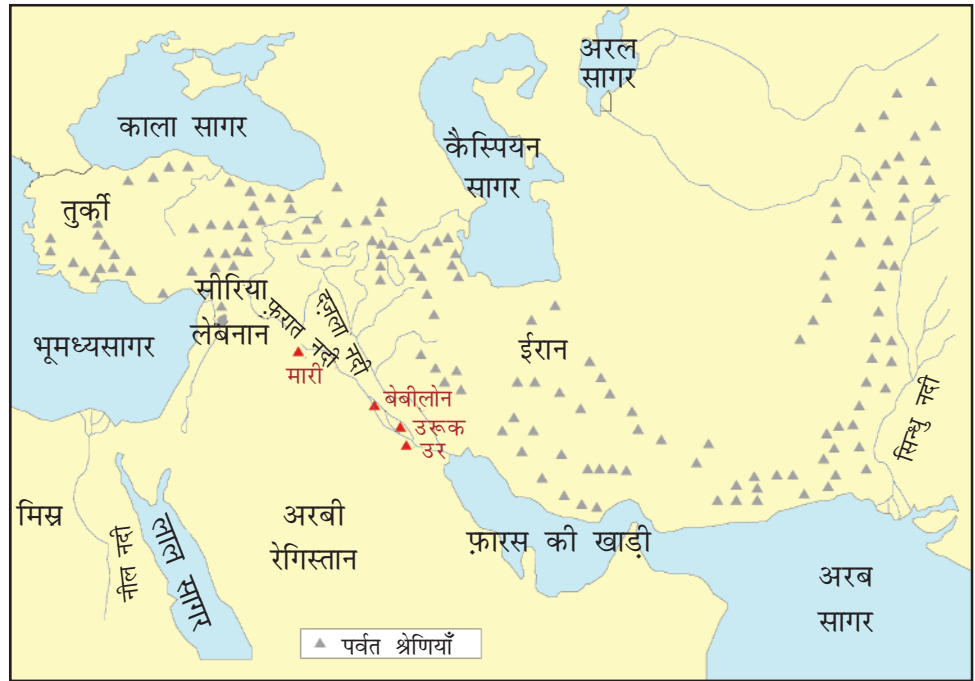 अरल
सागर
काला सागर
कैस्पियन
सागर
तुर्की
सीरिया
लेबनान
फ़रात नदी
दज़ला नदी
भूमध्यसागर
ईरान
मारी
बेबीलोन
उरूक
उर
सिन्धु नदी
मिस्र
नील नदी
लाल सागर
अरबी
रेगिस्तान
फ़ारस की खाड़ी
अरब
सागर
पर्वत श्रेणियाँ